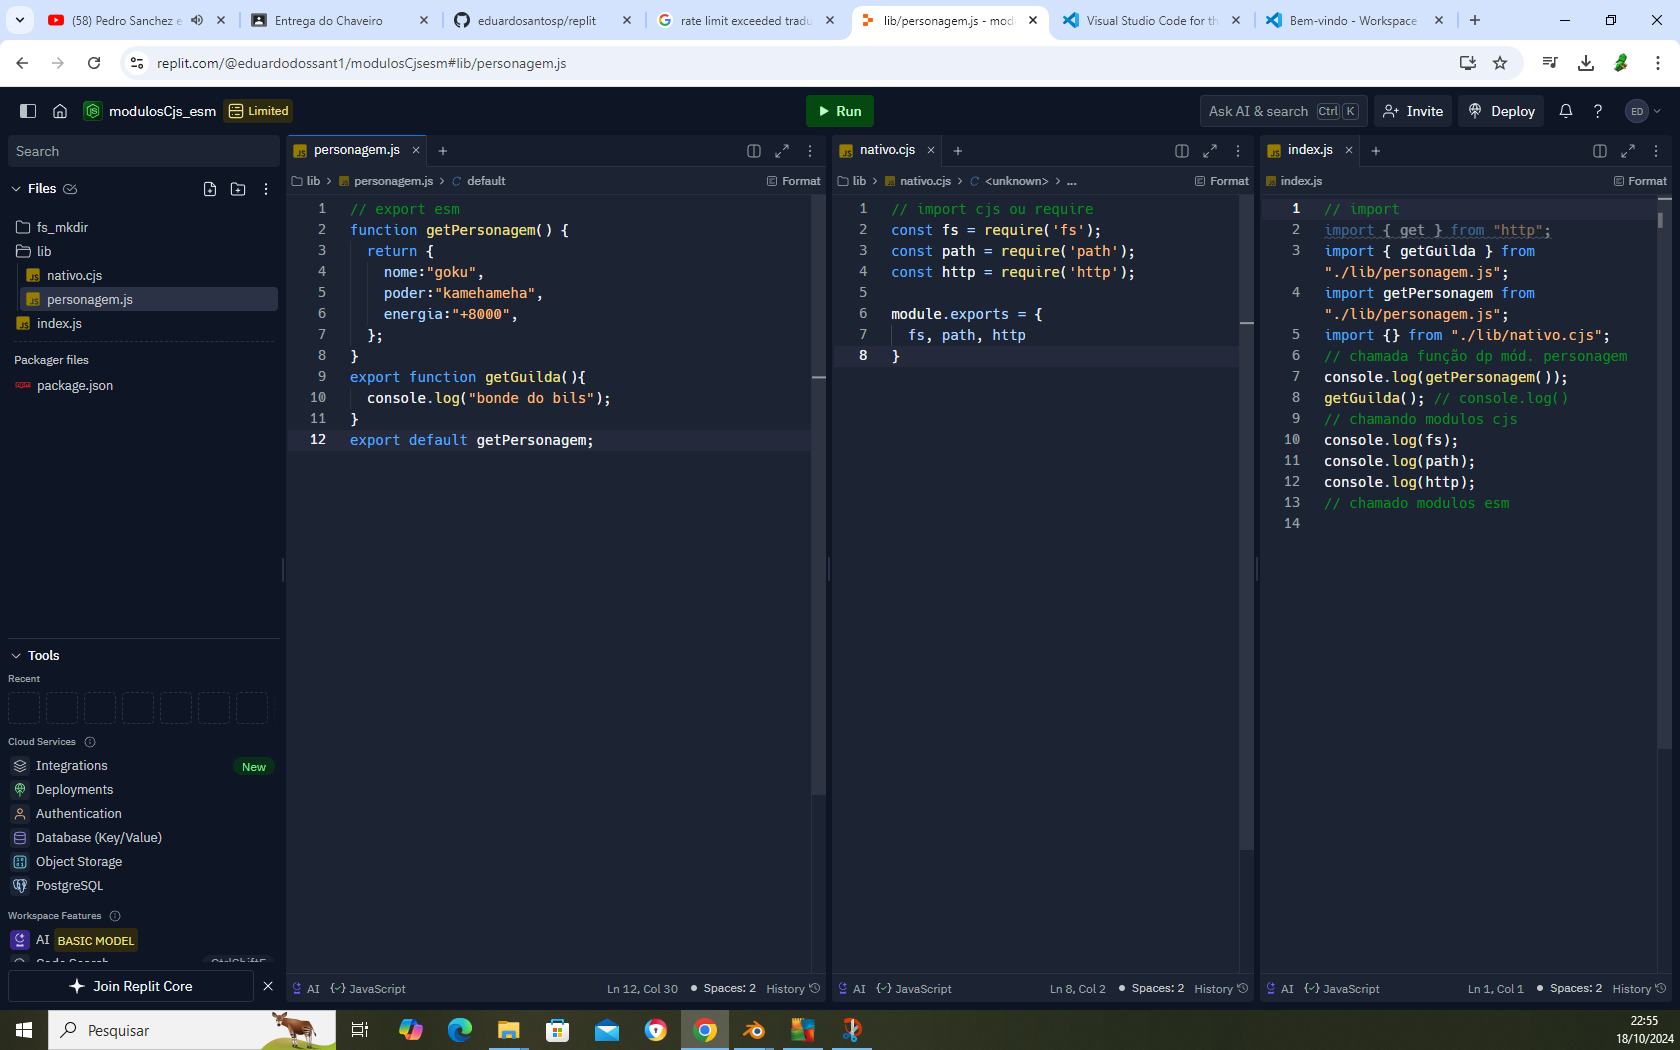 (58) Pedro Sanchez e
Entrega do Chaveiro
eduardosantosp/replit
rate limit exceeded tradu
lib/personagem.js - modu
Visual Studio Code for th
Bem-vindo - Workspace
replit.com/@eduardodossant1/modulosCjsesm#lib/personagem.js
modulosCjs_esm
Limited
Run
Ask AI & search Ctrl K
Invite
Deploy
ED
Search
Files
fs_mkdir
lib
nativo.cjs
personagem.js
index.js
Packager files
package.json
Tools
Recent
Cloud Services
Integrations New
Deployments
Authentication
Database (Key/Value)
Object Storage
PostgreSQL
Workspace Features
AI BASIC MODEL
Code Search Ctrl Shift F
Join Replit Core
personagem.js
lib > personagem.js > default
Format
1 // export esm
2 function getPersonagem() {
3 return {
4 nome:"goku",
5 poder:"kamehameha",
6 energia:"+8000",
7 };
8 }
9 export function getGuilda(){
10 console.log("bonde do bils");
11 }
12 export default getPersonagem;
AI JavaScript
Ln 12, Col 30 Spaces: 2 History
nativo.cjs
lib > nativo.cjs > <unknown> > ...
Format
1 // import cjs ou require
2 const fs = require('fs');
3 const path = require('path');
4 const http = require('http');
5
6 module.exports = {
7 fs, path, http
8 }
AI JavaScript
Ln 8, Col 2 Spaces: 2 History
index.js
index.js
Format
1 // import
2 import { get } from "http";
3 import { getGuilda } from
"./lib/personagem.js";
4 import getPersonagem from
"./lib/personagem.js";
5 import {} from "./lib/nativo.cjs";
6 // chamada função dp mód. personagem
7 console.log(getPersonagem());
8 getGuilda(); // console.log()
9 // chamando modulos cjs
10 console.log(fs);
11 console.log(path);
12 console.log(http);
13 // chamado modulos esm
14
AI JavaScript
Ln 1, Col 1 Spaces: 2 History
Pesquisar
22:55
18/10/2024